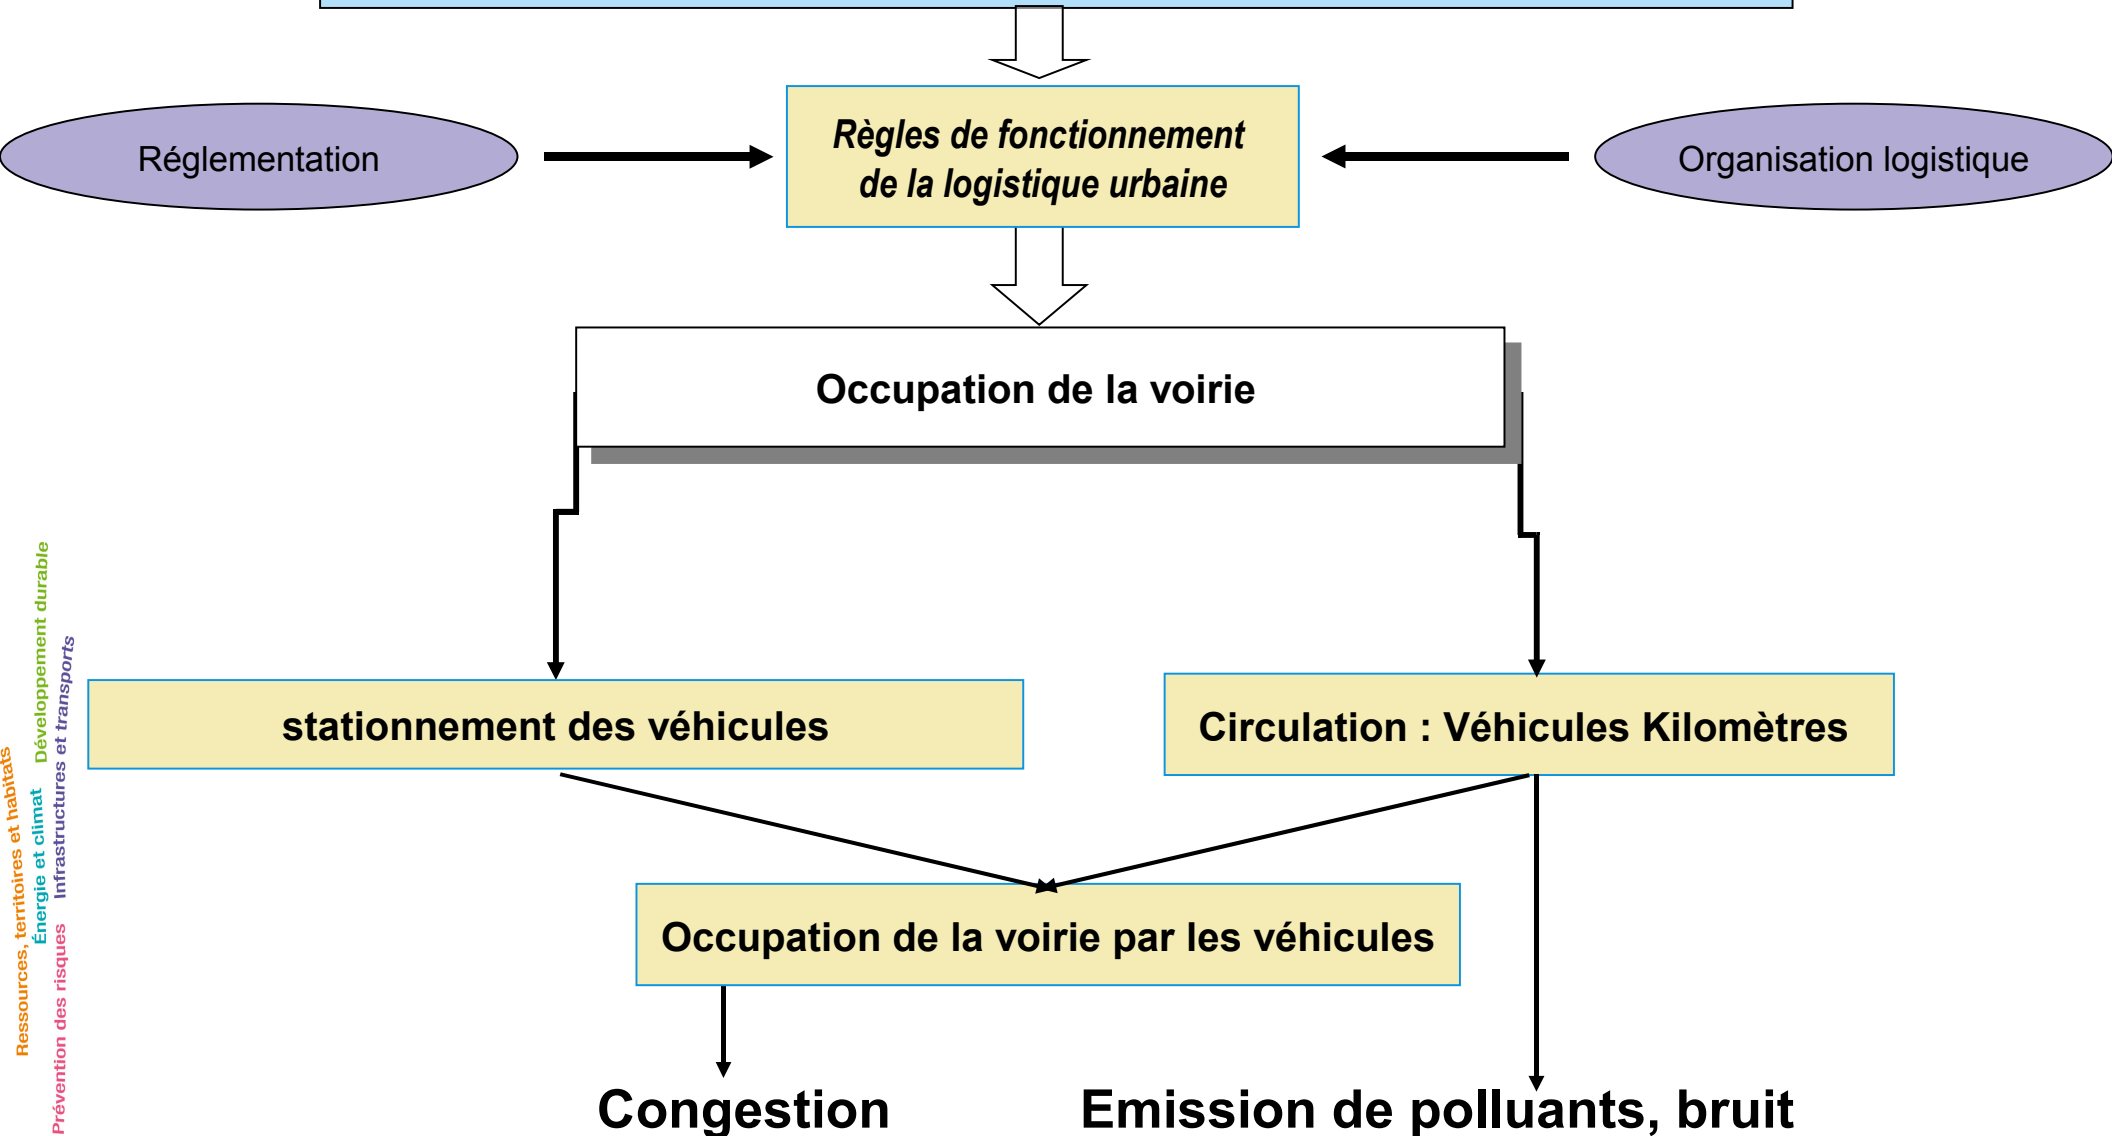 Réglementation
Règles de fonctionnement
de la logistique urbaine
Organisation logistique
Occupation de la voirie
stationnement des véhicules
Circulation : Véhicules Kilomètres
Occupation de la voirie par les véhicules
Congestion
Emission de polluants, bruit
Ressources, territoires et habitats
Énergie et climat
Développement durable
Prévention des risques
Infrastructures et transports